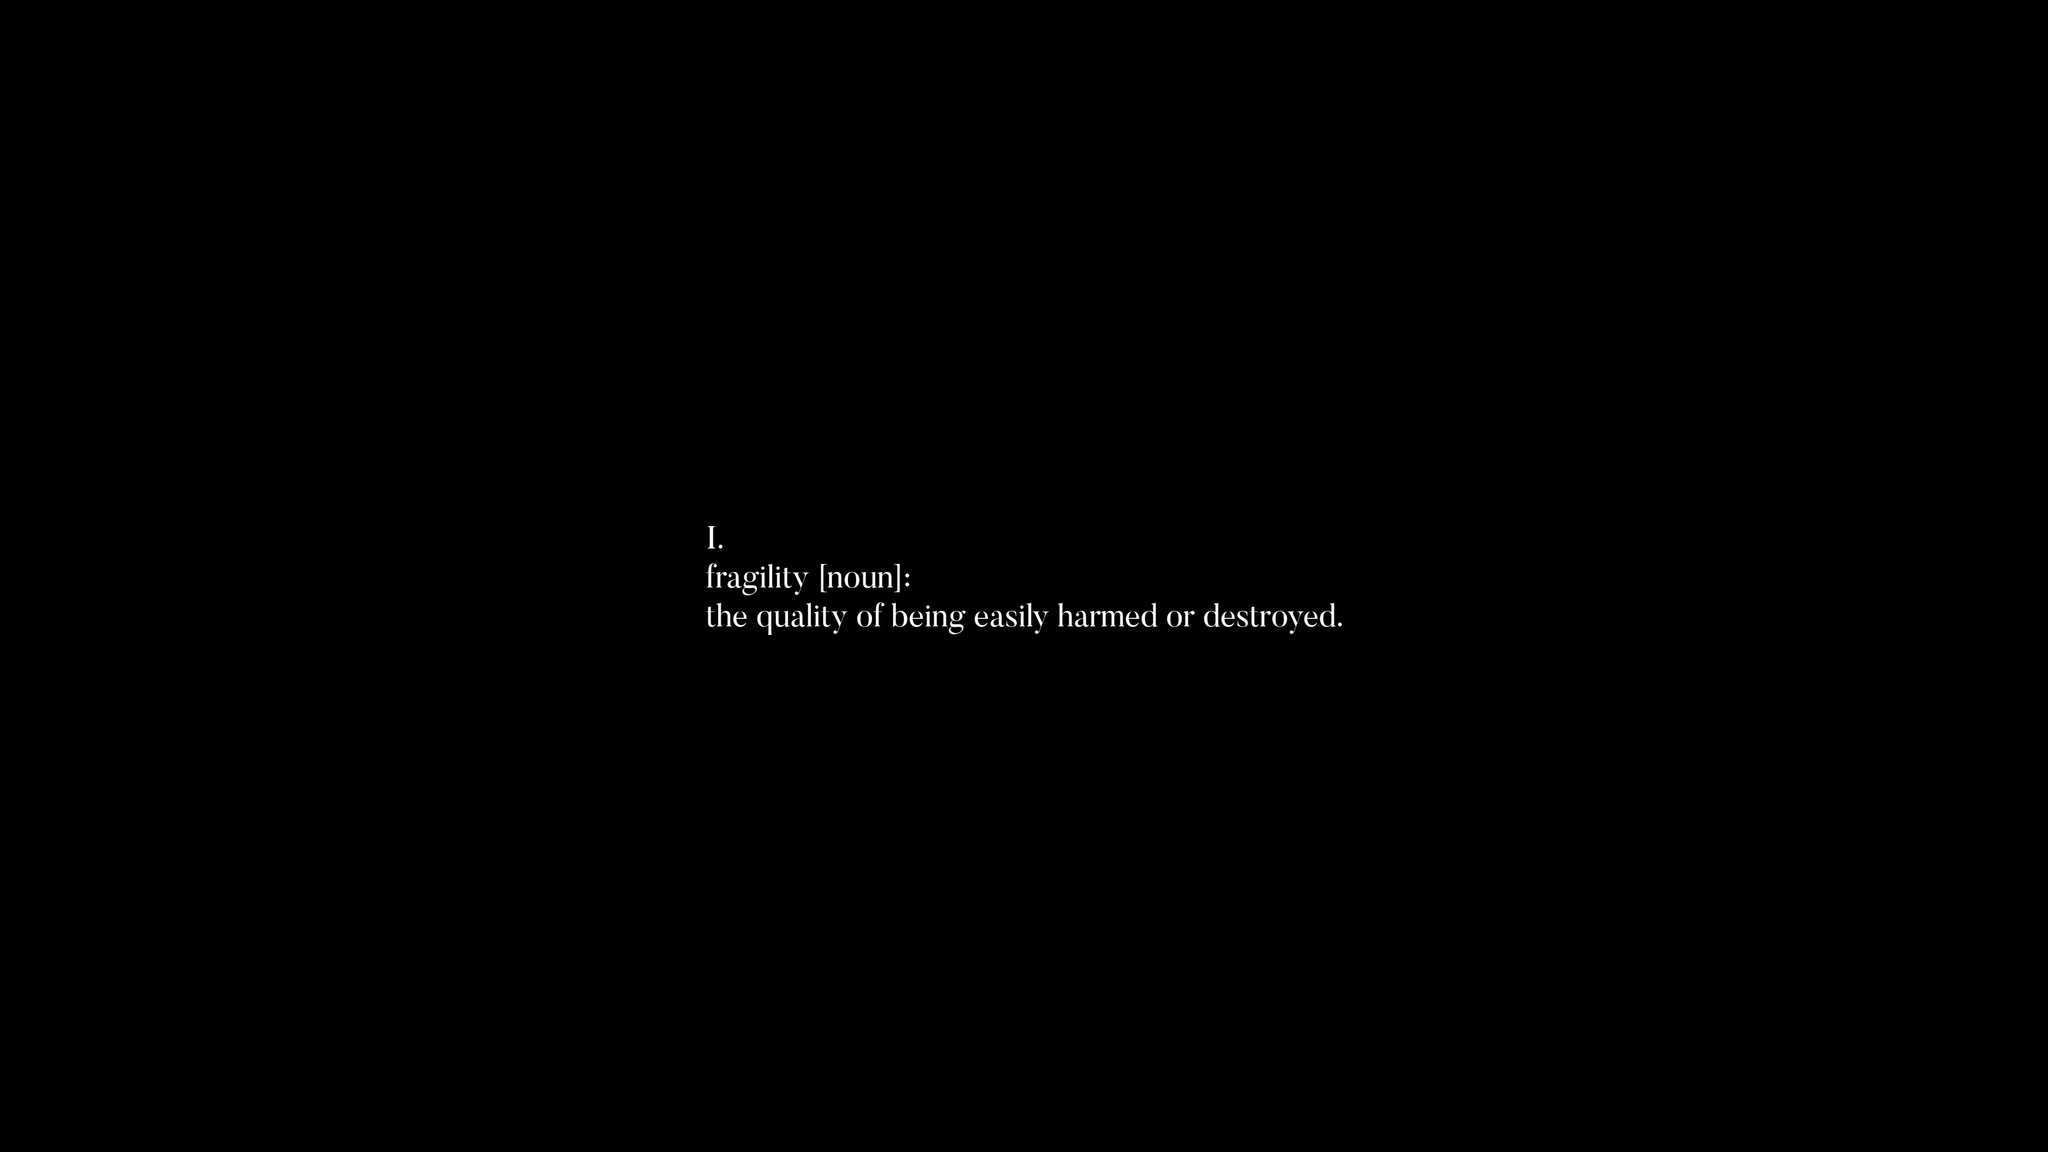 I.
fragility [noun]:
the quality of being easily harmed or destroyed.